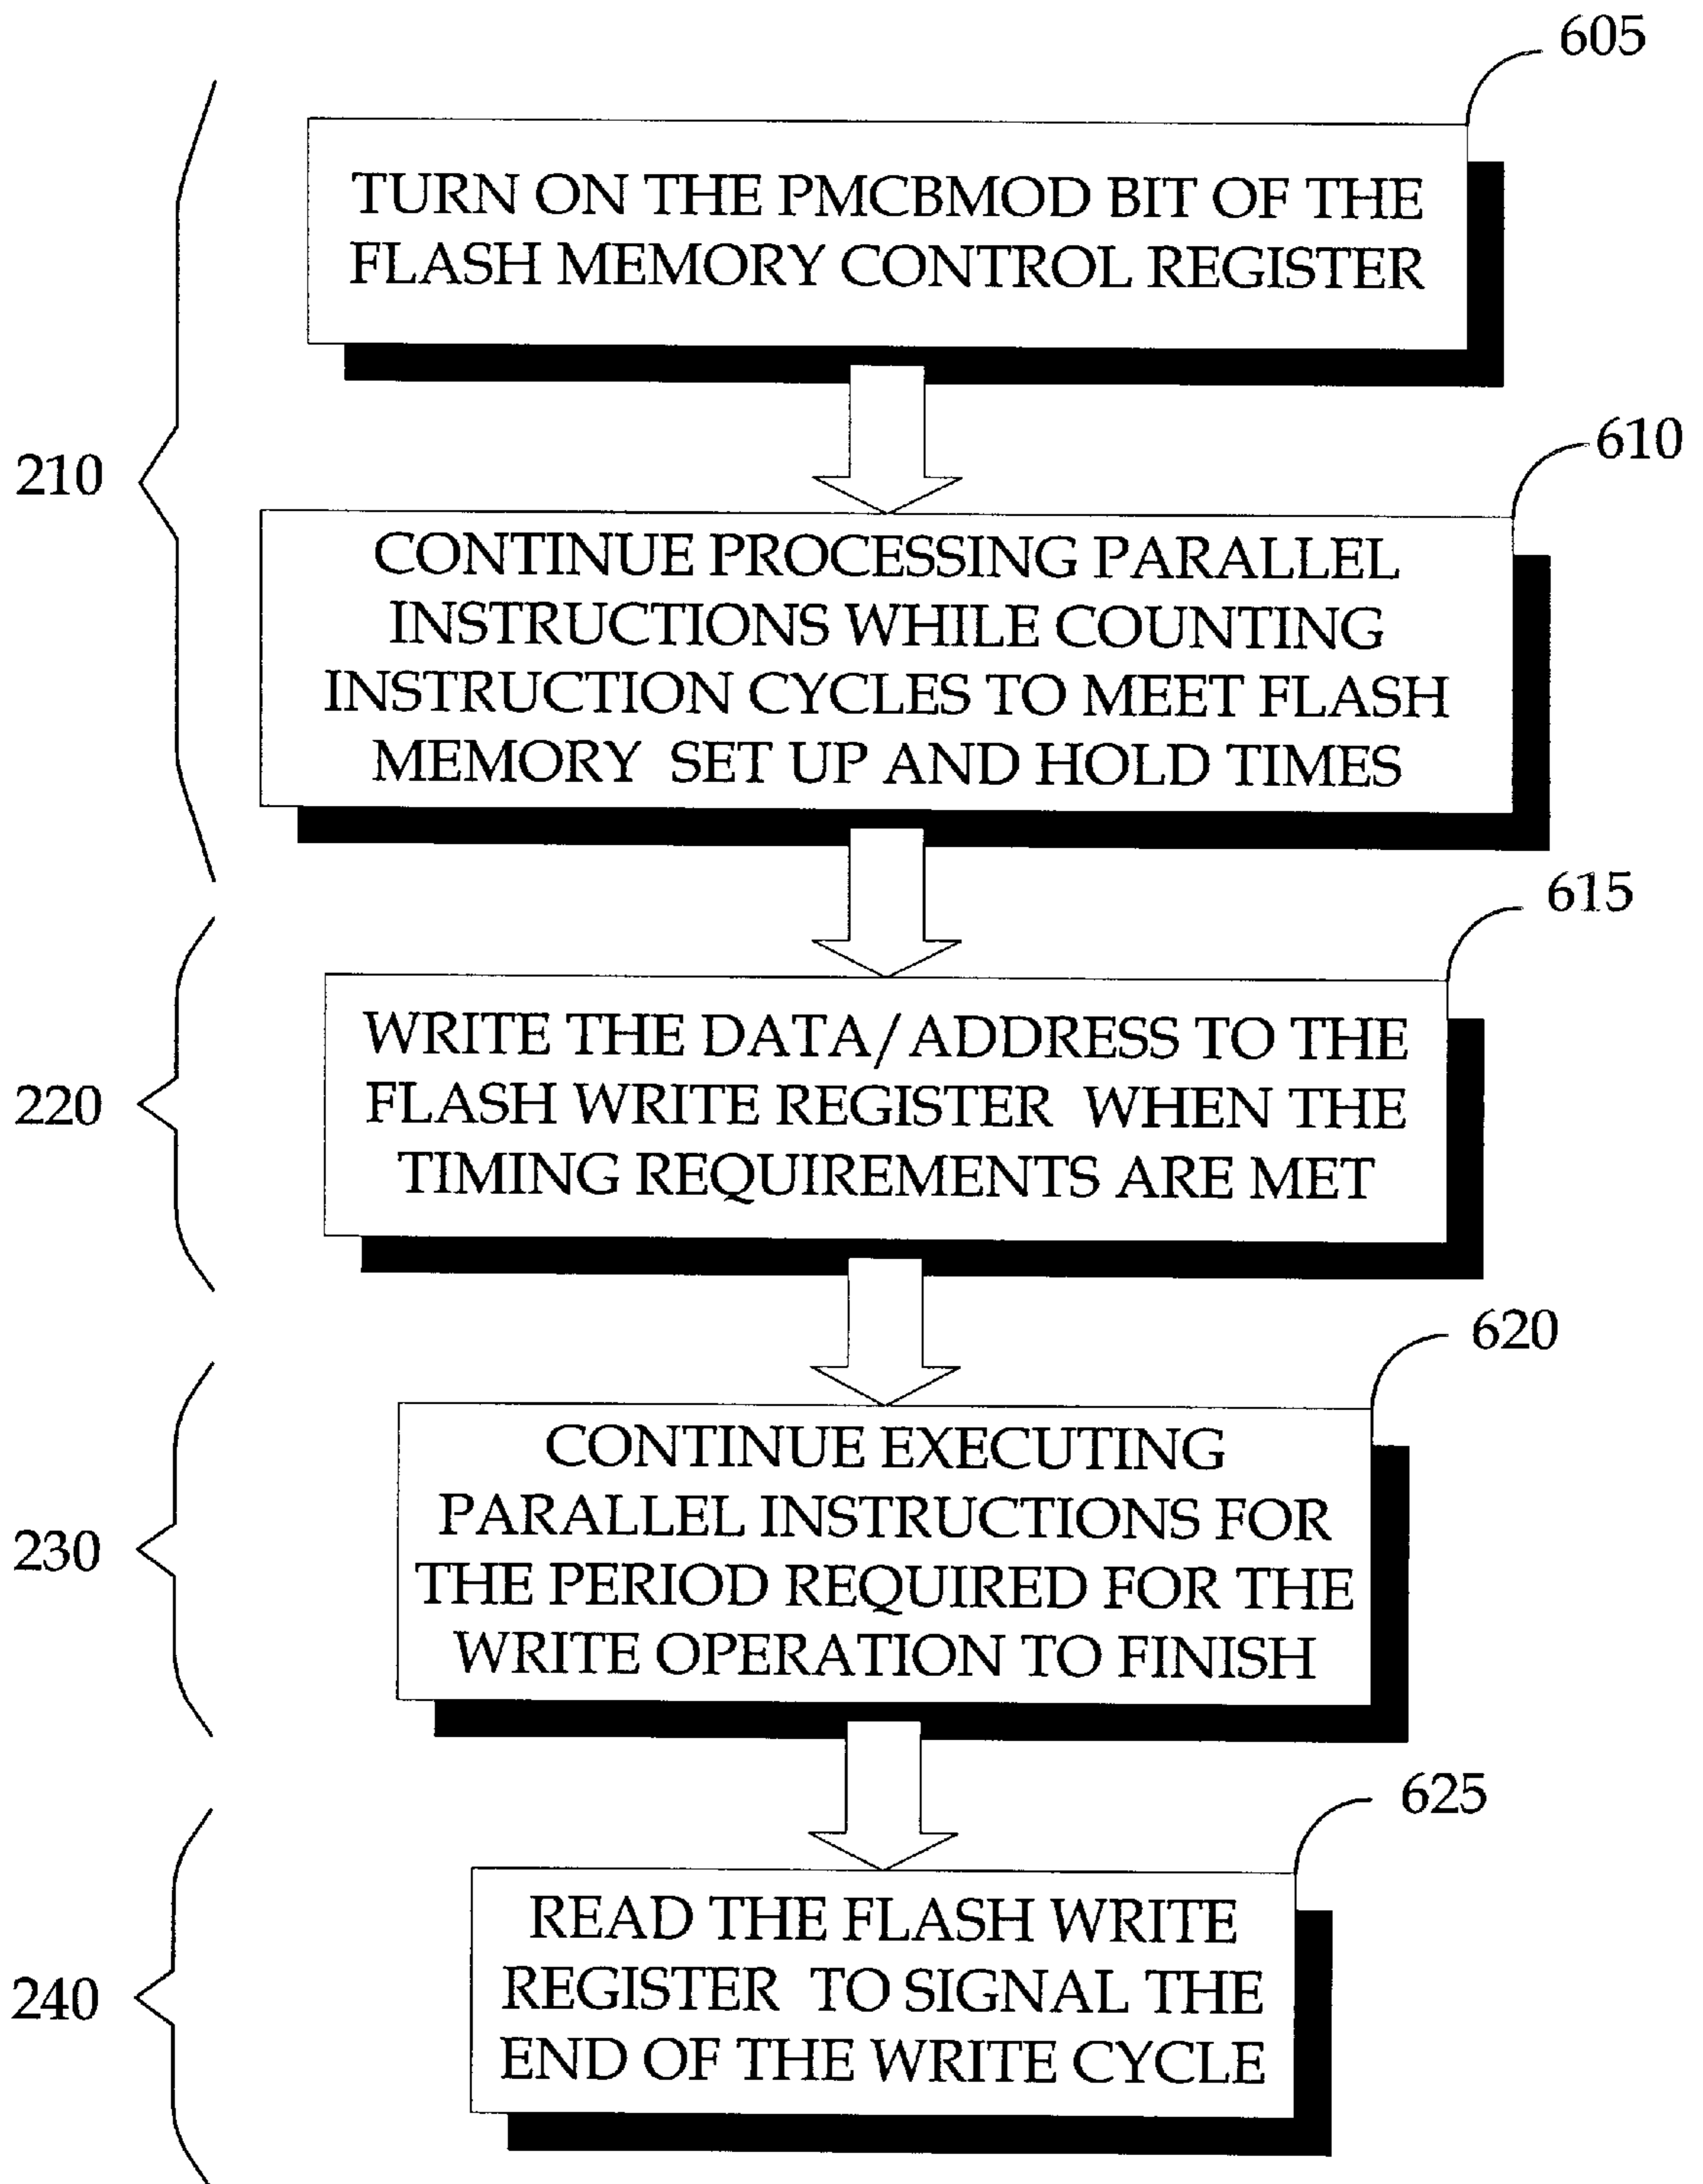 605
TURN ON THE PMCBMOD BIT OF THE
FLASH MEMORY CONTROL REGISTER
210
610
CONTINUE PROCESSING PARALLEL
INSTRUCTIONS WHILE COUNTING
INSTRUCTION CYCLES TO MEET FLASH
MEMORY SET UP AND HOLD TIMES
615
220
WRITE THE DATA/ADDRESS TO THE
FLASH WRITE REGISTER WHEN THE
TIMING REQUIREMENTS ARE MET
620
230
CONTINUE EXECUTING
PARALLEL INSTRUCTIONS FOR
THE PERIOD REQUIRED FOR THE
WRITE OPERATION TO FINISH
625
240
READ THE FLASH WRITE
REGISTER TO SIGNAL THE
END OF THE WRITE CYCLE